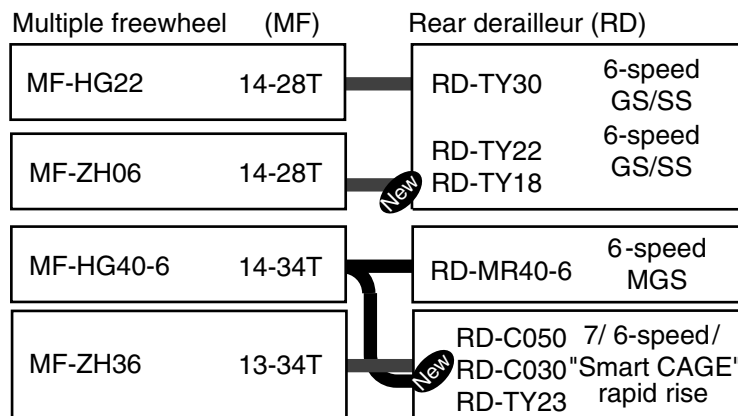 Multiple freewheel (MF) Rear derailleur (RD)
MF-HG22 14-28T RD-TY30 6-speed GS/SS
MF-ZH06 14-28T New RD-TY22 RD-TY18 6-speed GS/SS
MF-HG40-6 14-34T RD-MR40-6 6-speed MGS
MF-ZH36 13-34T New RD-C050 7/ 6-speed/
RD-C030 "Smart CAGE"
RD-TY23 rapid rise